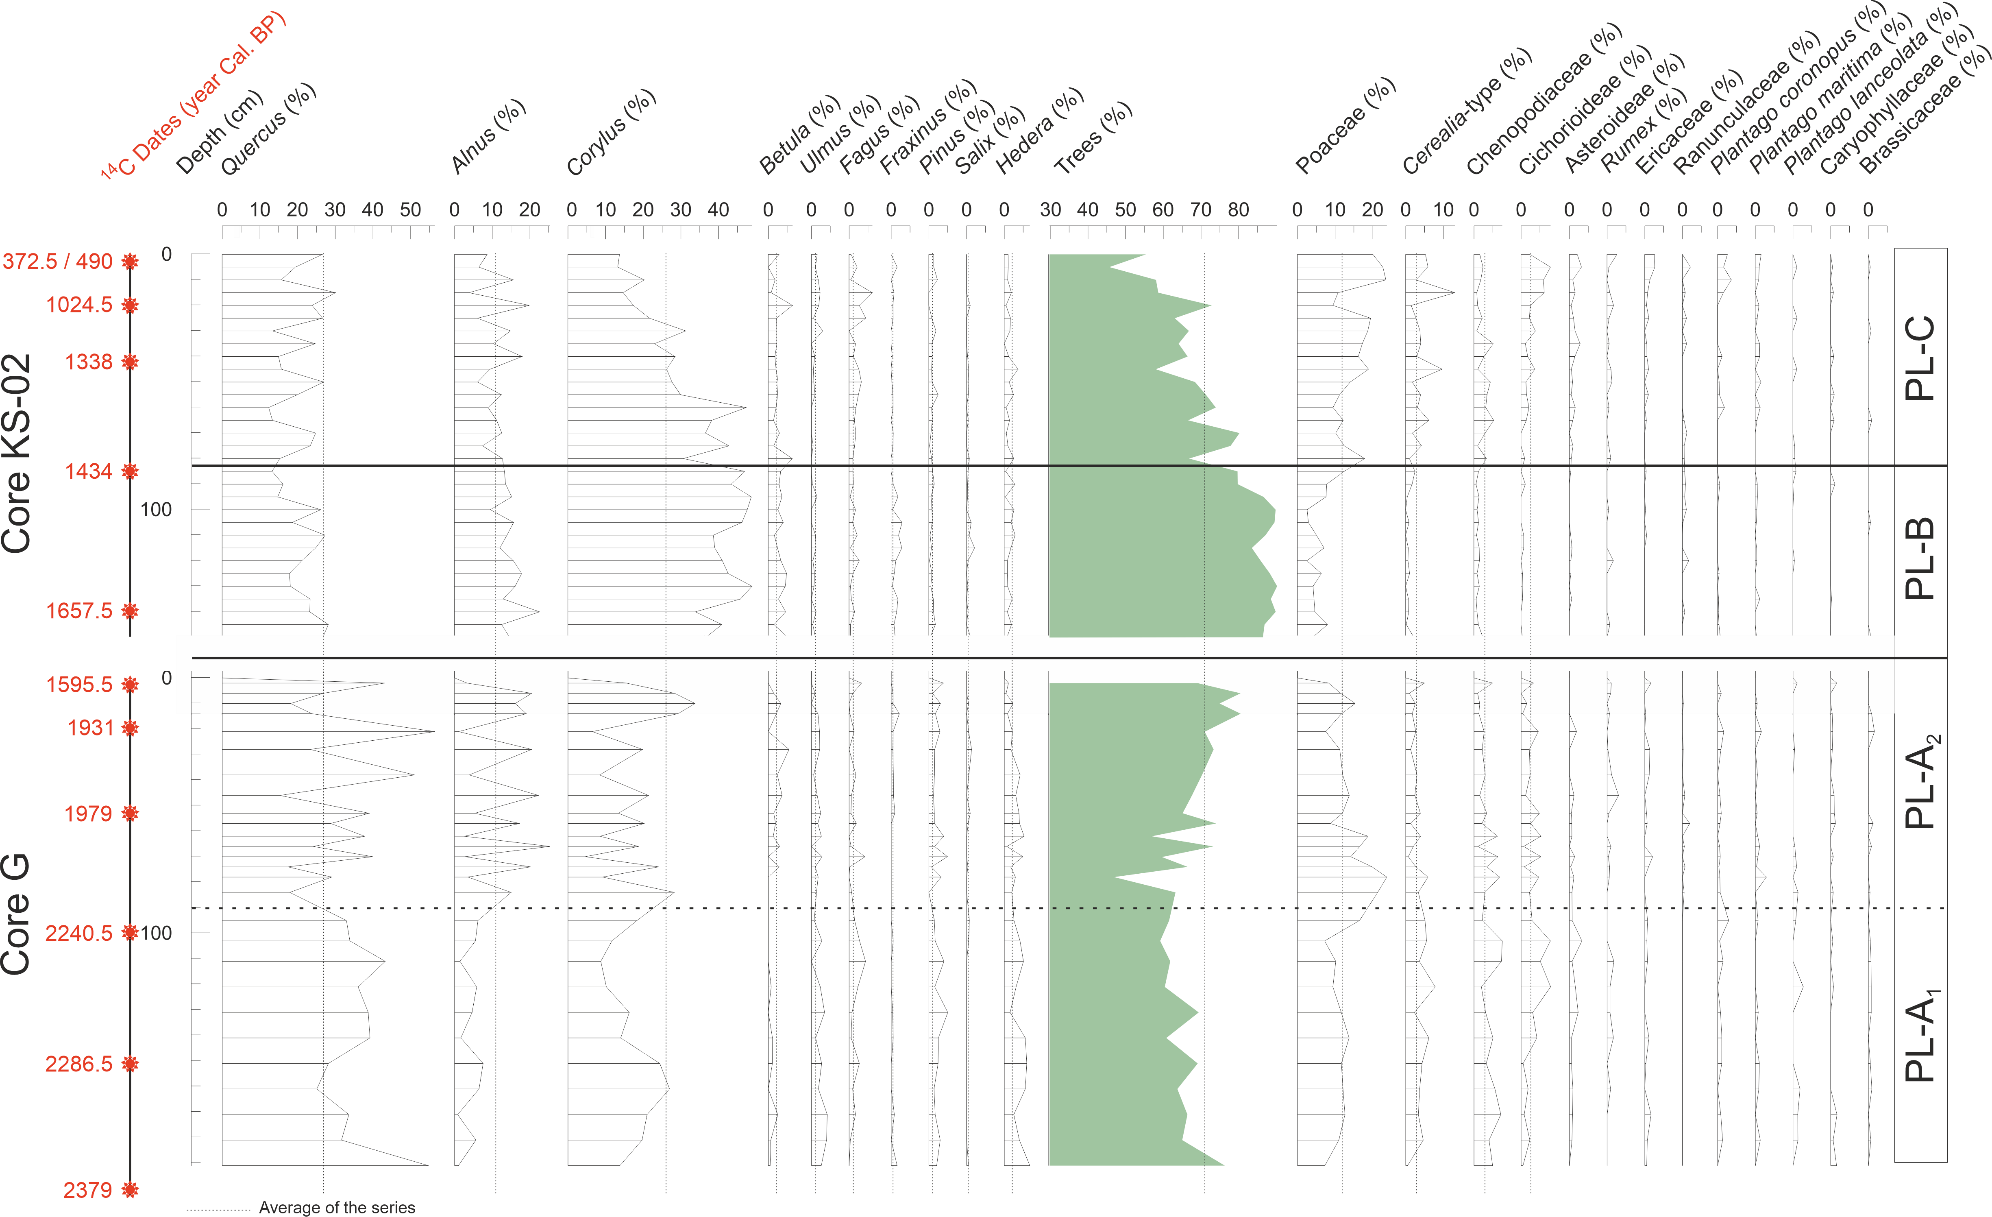 ¹⁴C Dates (year Cal. BP)
Depth (cm)
Quercus (%)
Alnus (%)
Corylus (%)
Betula (%)
Ulmus (%)
Fagus (%)
Fraxinus (%)
Pinus (%)
Salix (%)
Hedera (%)
Trees (%)
Poaceae (%)
Cerealia-type (%)
Chenopodiaceae (%)
Cichorioideae (%)
Asteroideae (%)
Rumex (%)
Ericaceae (%)
Ranunculaceae (%)
Plantago coronopus (%)
Plantago maritima (%)
Plantago lanceolata (%)
Caryophyllaceae (%)
Brassicaceae (%)
0 10 20 30 40 50 0 10 20 0 10 20 30 40 0 0 0 0 0 0 0 30 40 50 60 70 80 0 10 20 0 10 0 0 0 0 0 0 0 0 0 0 0
Core KS-02
372.5 / 490
1024.5
1338
1434
1657.5
0
100
PL-C
PL-B
Core G
1595.5
1931
1979
2240.5
2286.5
2379
0
100
PL-A₂
PL-A₁
Average of the series